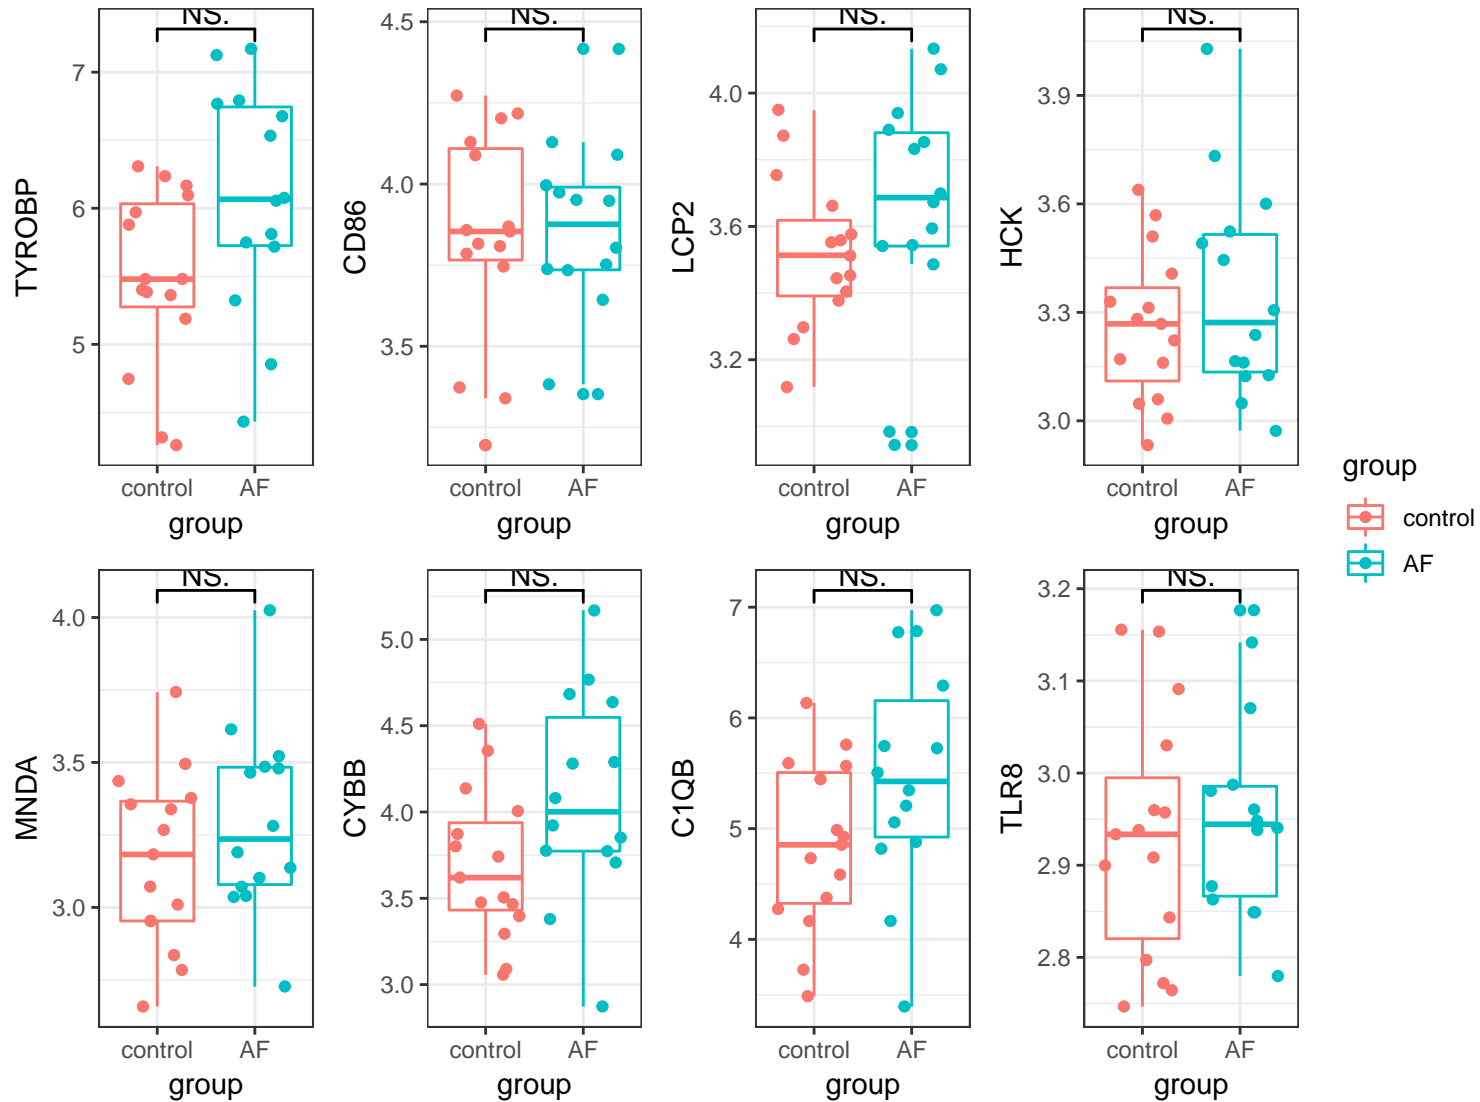 NS.
TYROBP
7
6
5
control AF
group
NS.
CD86
4.5
4.0
3.5
control AF
group
NS.
LCP2
4.0
3.6
3.2
control AF
group
NS.
HCK
3.9
3.6
3.3
3.0
control AF
group
group
control
AF
NS.
MNDA
4.0
3.5
3.0
control AF
group
NS.
CYBB
5.0
4.5
4.0
3.5
3.0
control AF
group
NS.
C1QB
7
6
5
4
control AF
group
NS.
TLR8
3.2
3.1
3.0
2.9
2.8
control AF
group